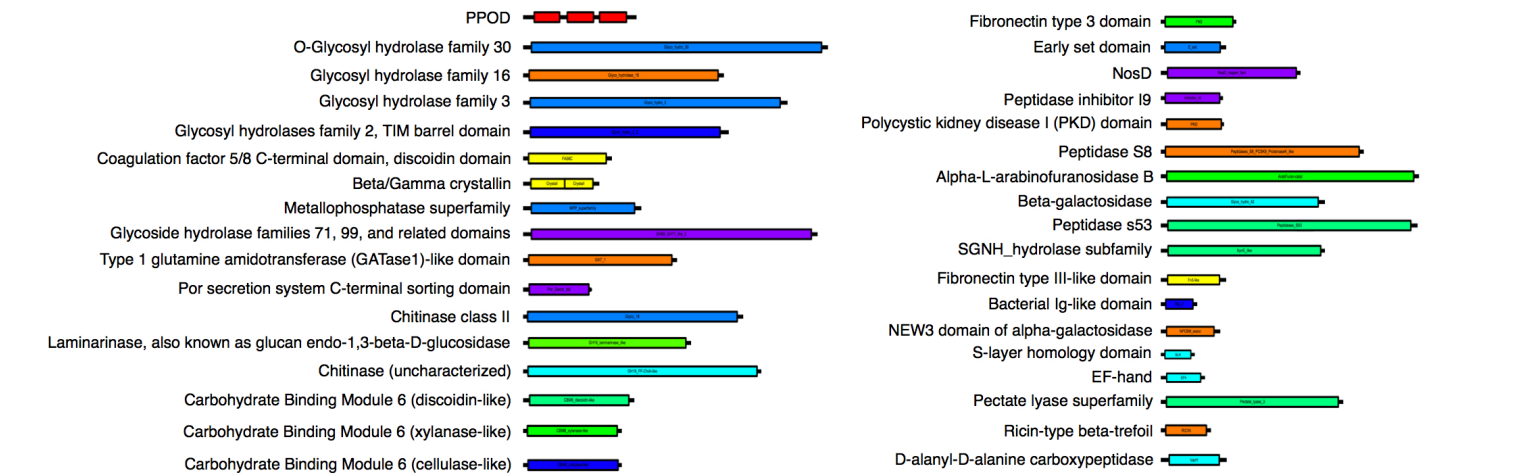 PPOD
O-Glycosyl hydrolase family 30
Glycosyl hydrolase family 16
Glycosyl hydrolase family 3
Glycosyl hydrolases family 2, TIM barrel domain
Coagulation factor 5/8 C-terminal domain, discoidin domain
Beta/Gamma crystallin
Metallophosphatase superfamily
Glycoside hydrolase families 71, 99, and related domains
Type 1 glutamine amidotransferase (GATase1)-like domain
Por secretion system C-terminal sorting domain
Chitinase class II
Laminarinase, also known as glucan endo-1,3-beta-D-glucosidase
Chitinase (uncharacterized)
Carbohydrate Binding Module 6 (discoidin-like)
Carbohydrate Binding Module 6 (xylanase-like)
Carbohydrate Binding Module 6 (cellulase-like)
Fibronectin type 3 domain
Early set domain
NosD
Peptidase inhibitor I9
Polycystic kidney disease I (PKD) domain
Peptidase S8
Alpha-L-arabinofuranosidase B
Beta-galactosidase
Peptidase s53
SGNH_hydrolase subfamily
Fibronectin type III-like domain
Bacterial Ig-like domain
NEW3 domain of alpha-galactosidase
S-layer homology domain
EF-hand
Pectate lyase superfamily
Ricin-type beta-trefoil
D-alanyl-D-alanine carboxypeptidase